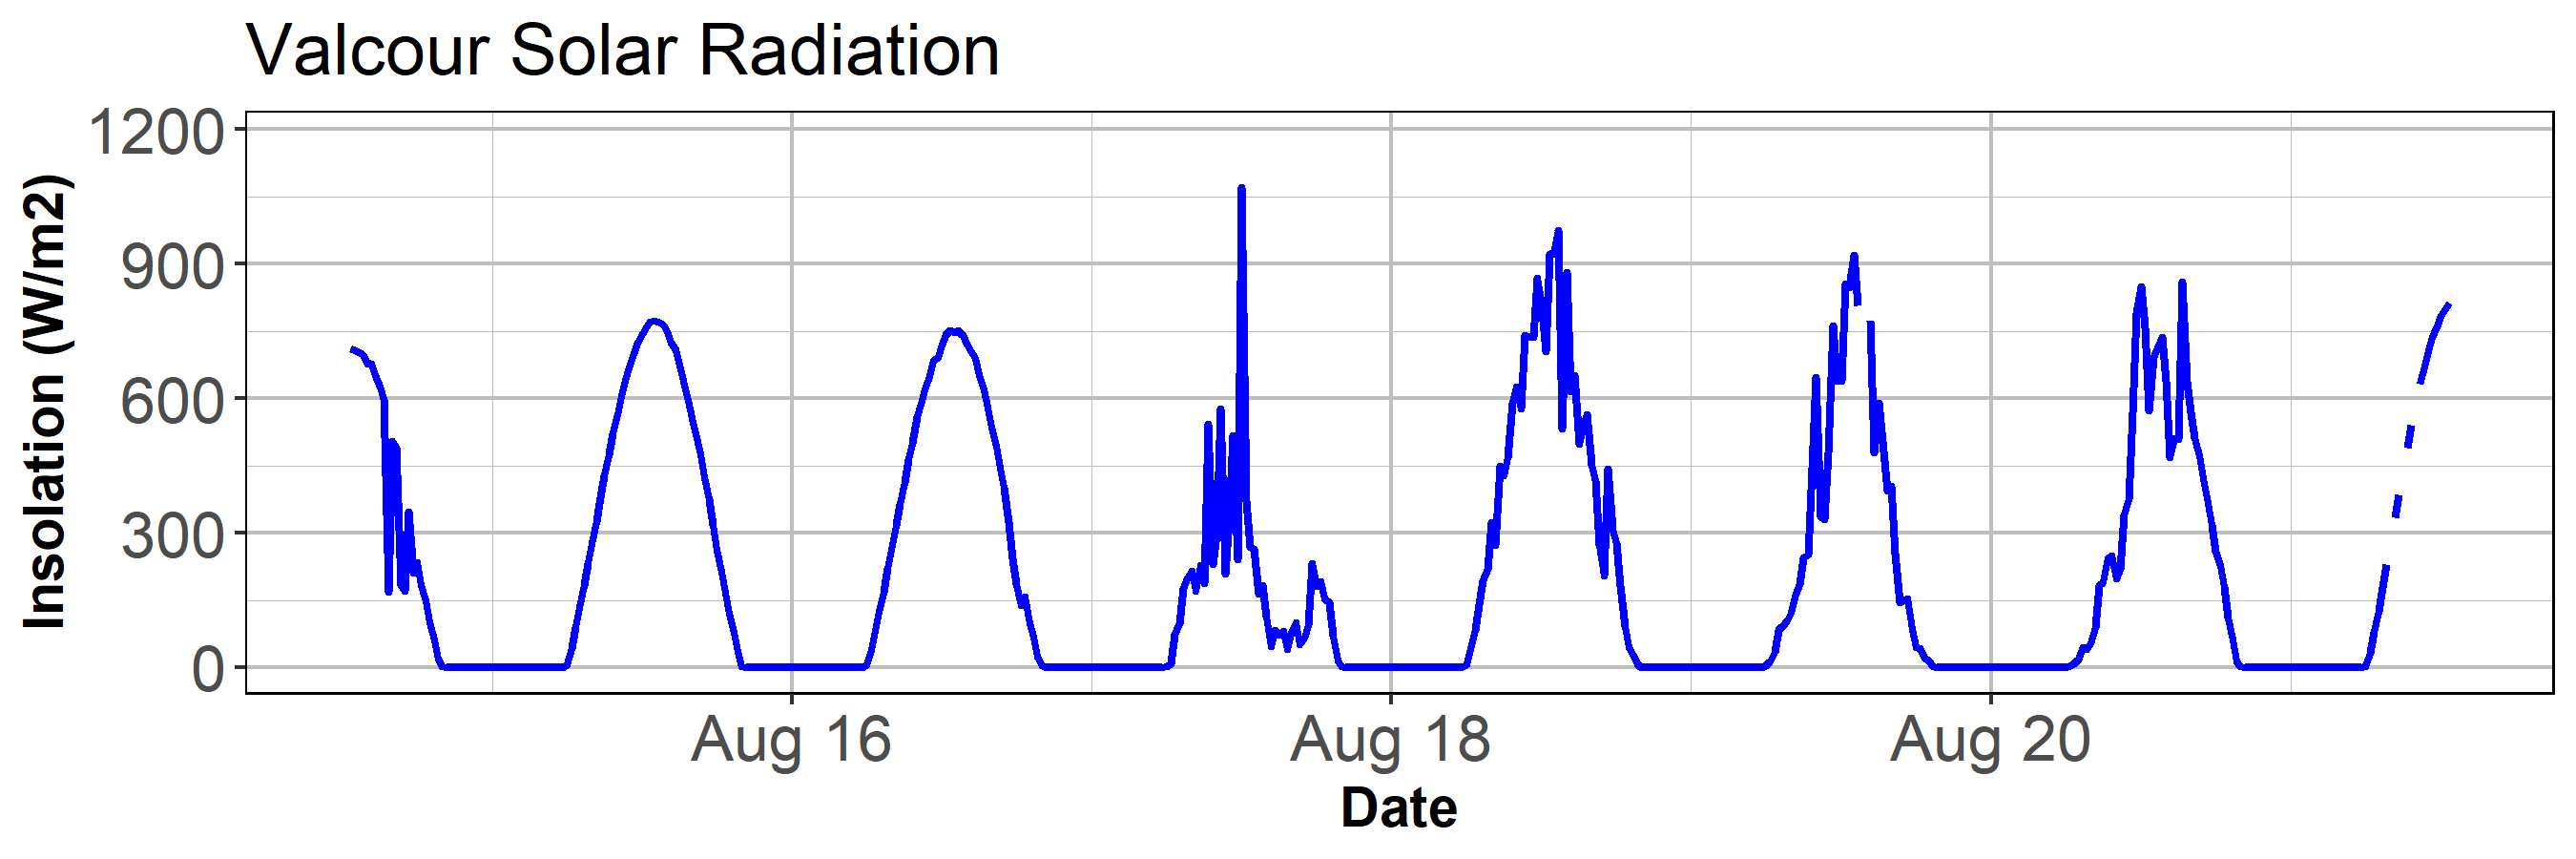 Valcour Solar Radiation
1200
900
600
300
0
Insolation (W/m2)
Aug 16
Aug 18
Aug 20
Date